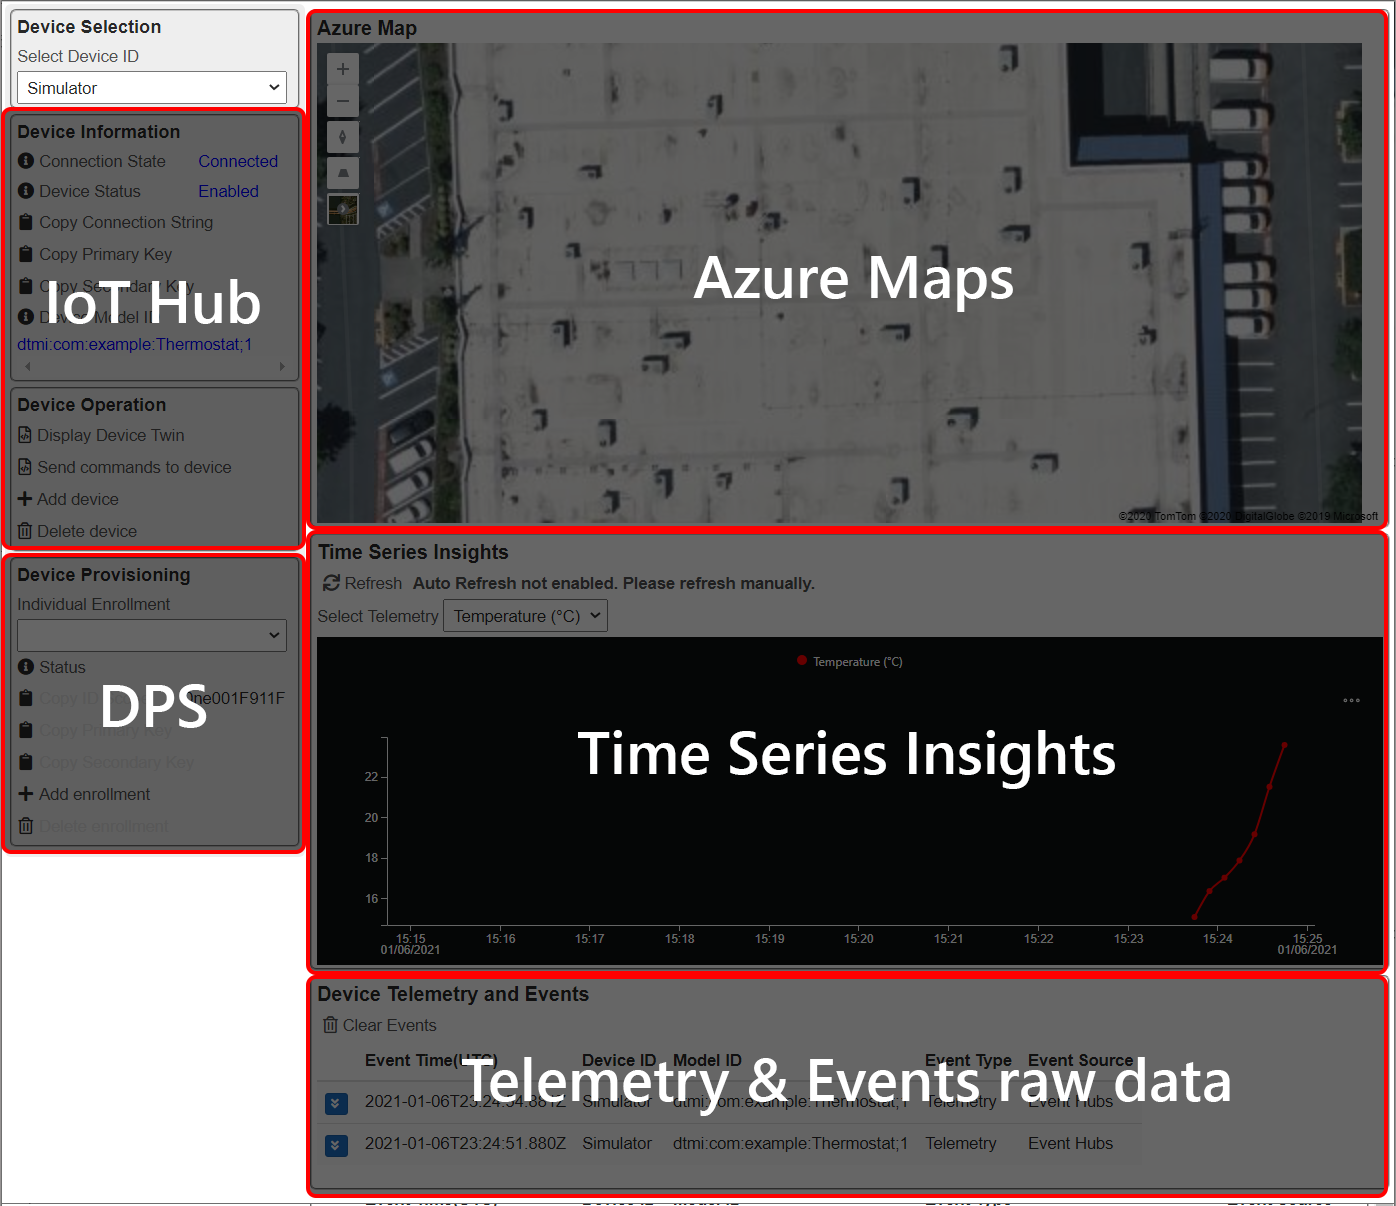 Device Selection
Select Device ID
Simulator
Device Information
Connection State Connected
Device Status Enabled
Copy Connection String
Copy Primary Key
Copy Secondary Key
Device Model ID
IoT Hub
dtmi:com:example:Thermostat;1
Device Operation
Display Device Twin
Send commands to device
Add device
Delete device
Device Provisioning
Individual Enrollment
Status
Copy ID 0ne001F911F
DPS
Copy Primary Key
Copy Secondary Key
Add enrollment
Delete enrollment
Azure Map
Azure Maps
©2020 TomTom ©2020 DigitalGlobe ©2019 Microsoft
Time Series Insights
Refresh Auto Refresh not enabled. Please refresh manually.
Select Telemetry Temperature (°C)
Temperature (°C)
Time Series Insights
22
20
18
16
15:15 15:16 15:17 15:18 15:19 15:20 15:21 15:22 15:23 15:24 15:25
01/06/2021 01/06/2021
Device Telemetry and Events
Clear Events
Event Time(UTC) Device ID Model ID Event Type Event Source
Telemetry & Events raw data
2021-01-06T23:24:54.881Z Simulator dtmi:com:example:Thermostat;1 Telemetry Event Hubs
2021-01-06T23:24:51.880Z Simulator dtmi:com:example:Thermostat;1 Telemetry Event Hubs